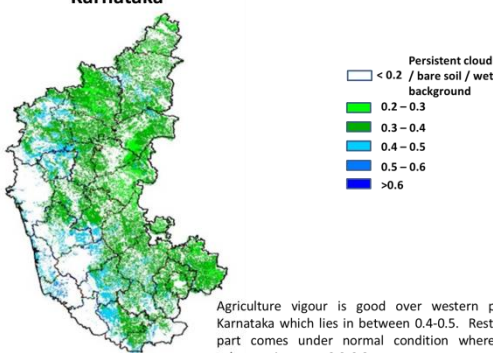 Karnataka
Persistent cloud
< 0.2 / bare soil / wet
background
0.2 – 0.3
0.3 – 0.4
0.4 – 0.5
0.5 – 0.6
>0.6
Agriculture vigour is good over western p
Karnataka which lies in between 0.4-0.5. Rest
part comes under normal condition where